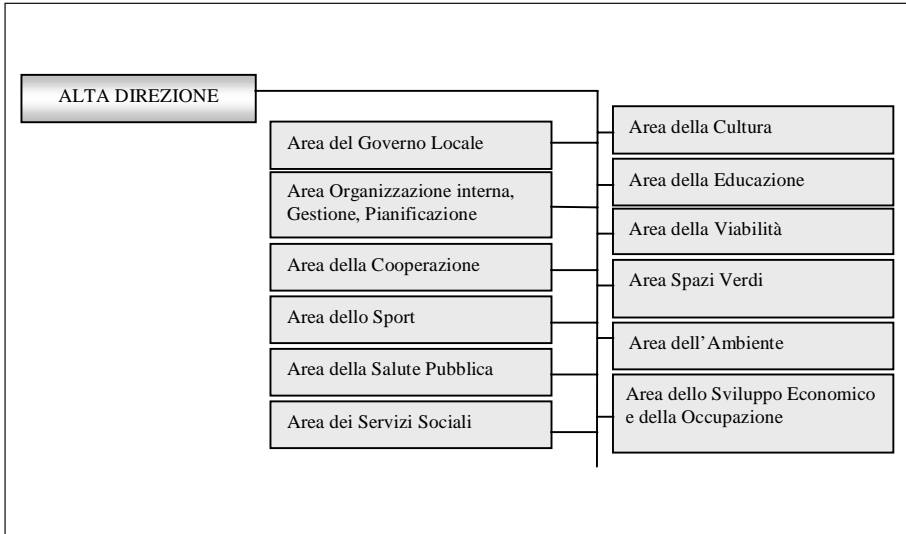 ALTA DIREZIONE
Area del Governo Locale
Area Organizzazione interna,
Gestione, Pianificazione
Area della Cooperazione
Area dello Sport
Area della Salute Pubblica
Area dei Servizi Sociali
Area della Cultura
Area della Educazione
Area della Viabilità
Area Spazi Verdi
Area dell’Ambiente
Area dello Sviluppo Economico
e della Occupazione